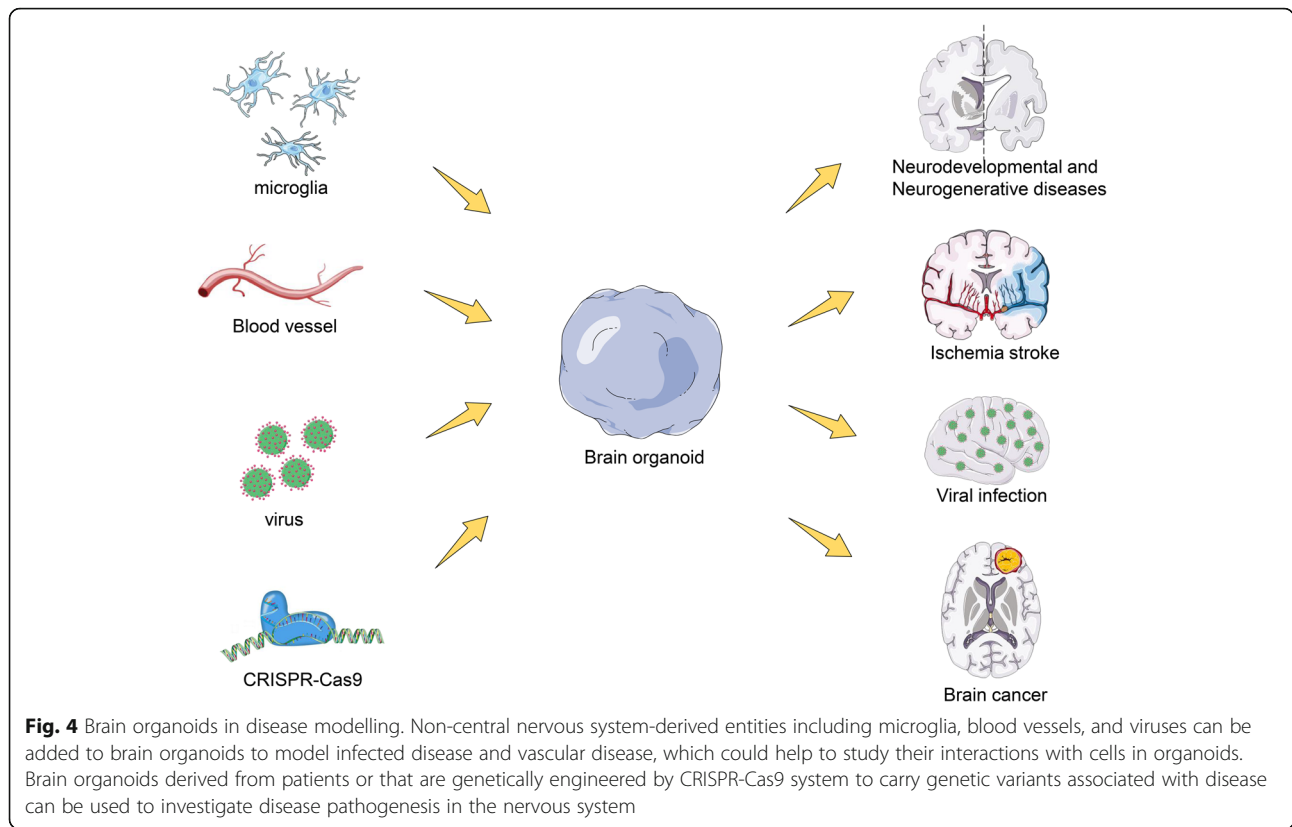 microglia
Blood vessel
virus
CRISPR-Cas9
Brain organoid
Neurodevelopmental and
Neurogenerative diseases
Ischemia stroke
Viral infection
Brain cancer
Fig. 4 Brain organoids in disease modelling. Non-central nervous system-derived entities including microglia, blood vessels, and viruses can be
added to brain organoids to model infected disease and vascular disease, which could help to study their interactions with cells in organoids.
Brain organoids derived from patients or that are genetically engineered by CRISPR-Cas9 system to carry genetic variants associated with disease
can be used to investigate disease pathogenesis in the nervous system